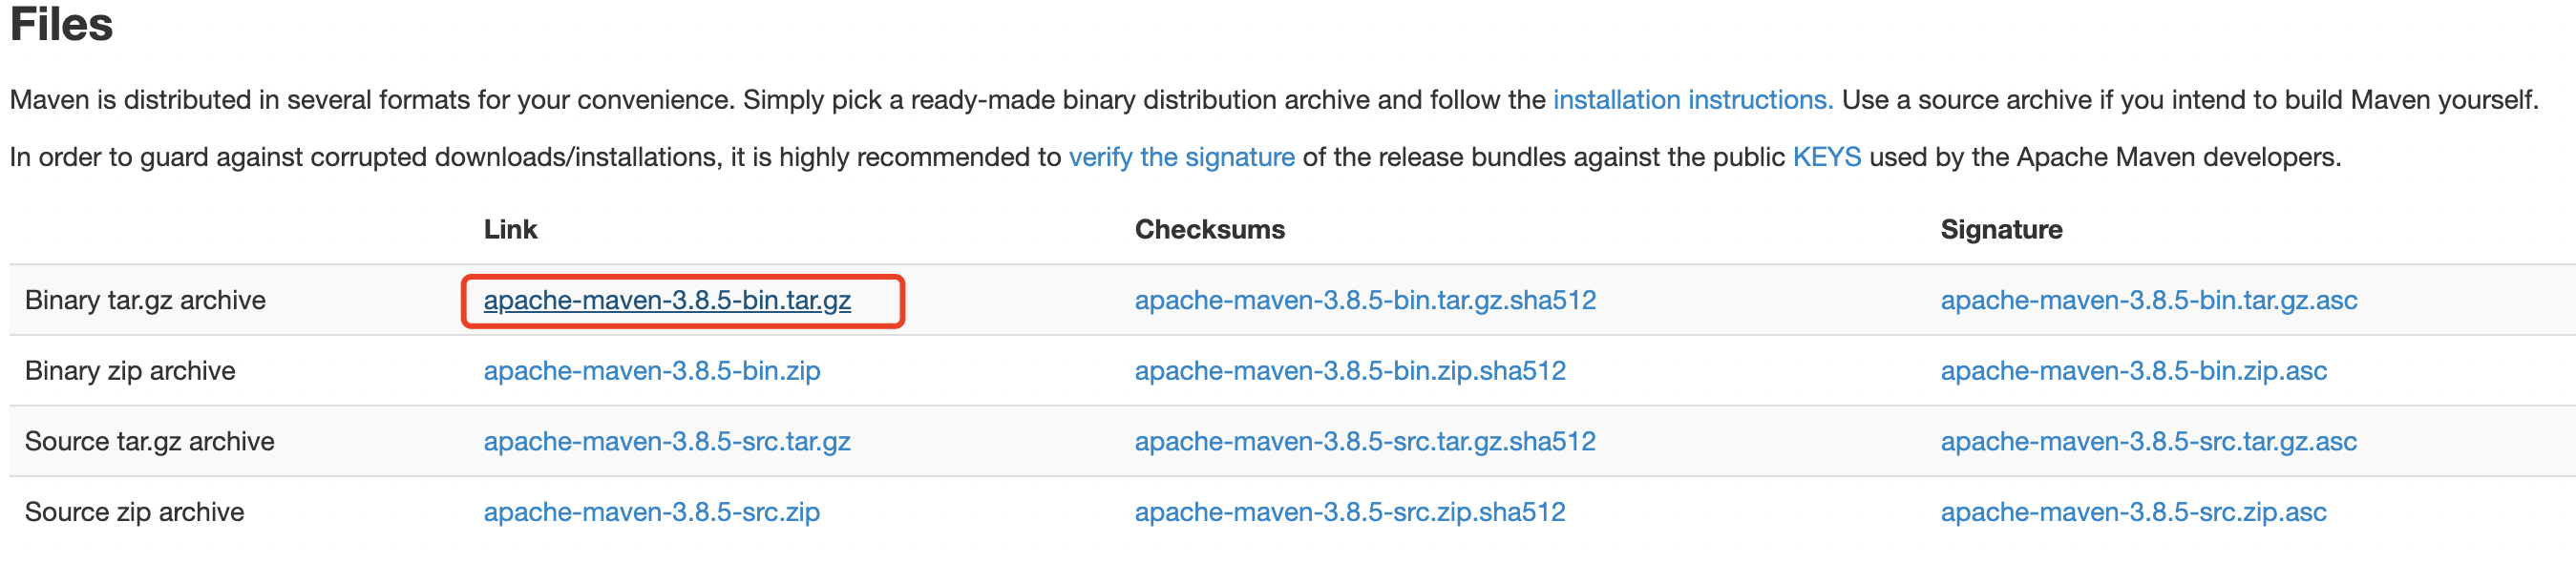 Files
Maven is distributed in several formats for your convenience. Simply pick a ready-made binary distribution archive and follow the installation instructions. Use a source archive if you intend to build Maven yourself.
In order to guard against corrupted downloads/installations, it is highly recommended to verify the signature of the release bundles against the public KEYS used by the Apache Maven developers.
Link Checksums Signature
Binary tar.gz archive apache-maven-3.8.5-bin.tar.gz apache-maven-3.8.5-bin.tar.gz.sha512 apache-maven-3.8.5-bin.tar.gz.asc
Binary zip archive apache-maven-3.8.5-bin.zip apache-maven-3.8.5-bin.zip.sha512 apache-maven-3.8.5-bin.zip.asc
Source tar.gz archive apache-maven-3.8.5-src.tar.gz apache-maven-3.8.5-src.tar.gz.sha512 apache-maven-3.8.5-src.tar.gz.asc
Source zip archive apache-maven-3.8.5-src.zip apache-maven-3.8.5-src.zip.sha512 apache-maven-3.8.5-src.zip.asc